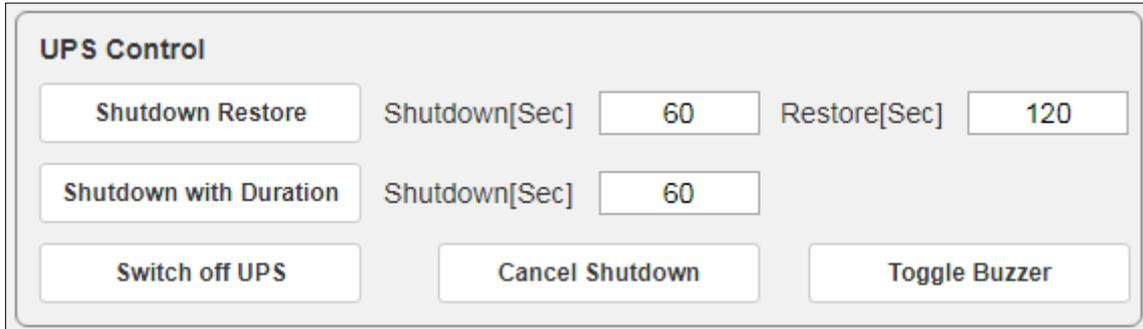 UPS Control
Shutdown Restore Shutdown[Sec] 60 Restore[Sec] 120
Shutdown with Duration Shutdown[Sec] 60
Switch off UPS Cancel Shutdown Toggle Buzzer